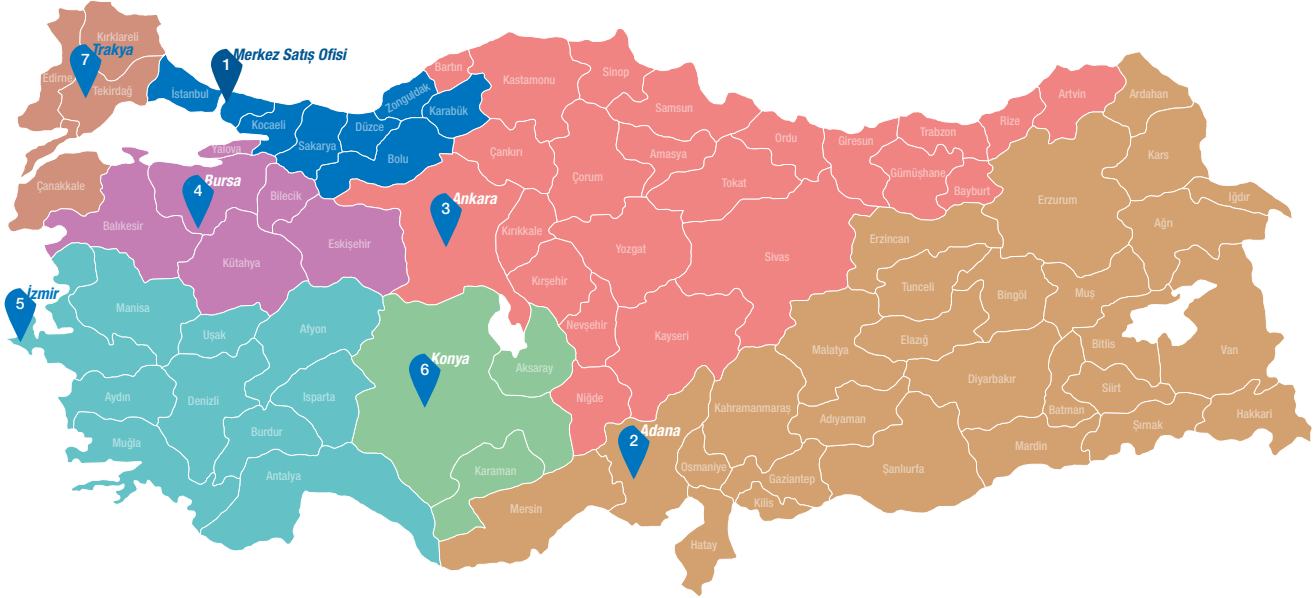 Kırklareli
7
Trakya
Edirne
Tekirdağ
1
Merkez Satış Ofisi
İstanbul
Kocaeli
Sakarya
Düzce
Zonguldak
Karabük
Bolu
Bartın
Kastamonu
Sinop
Samsun
Çankırı
Çorum
Amasya
Ordu
Tokat
Giresun
Trabzon
Gümüşhane
Bayburt
Rize
Artvin
Ardahan
Kars
Iğdır
Ağrı
Erzurum
Erzincan
Çanakkale
Yalova
4
Bursa
Bilecik
Balıkesir
Kütahya
Eskişehir
3
Ankara
Kırıkkale
Yozgat
Sivas
Kırşehir
Nevşehir
Kayseri
Niğde
5
İzmir
Manisa
Uşak
Afyon
Aydın
Denizli
Isparta
Muğla
Burdur
Antalya
6
Konya
Aksaray
Karaman
2
Adana
Mersin
Kahramanmaraş
Osmaniye
Gaziantep
Kilis
Hatay
Tunceli
Bingöl
Muş
Elazığ
Malatya
Bitlis
Van
Diyarbakır
Siirt
Batman
Adıyaman
Şanlıurfa
Mardin
Şırnak
Hakkari